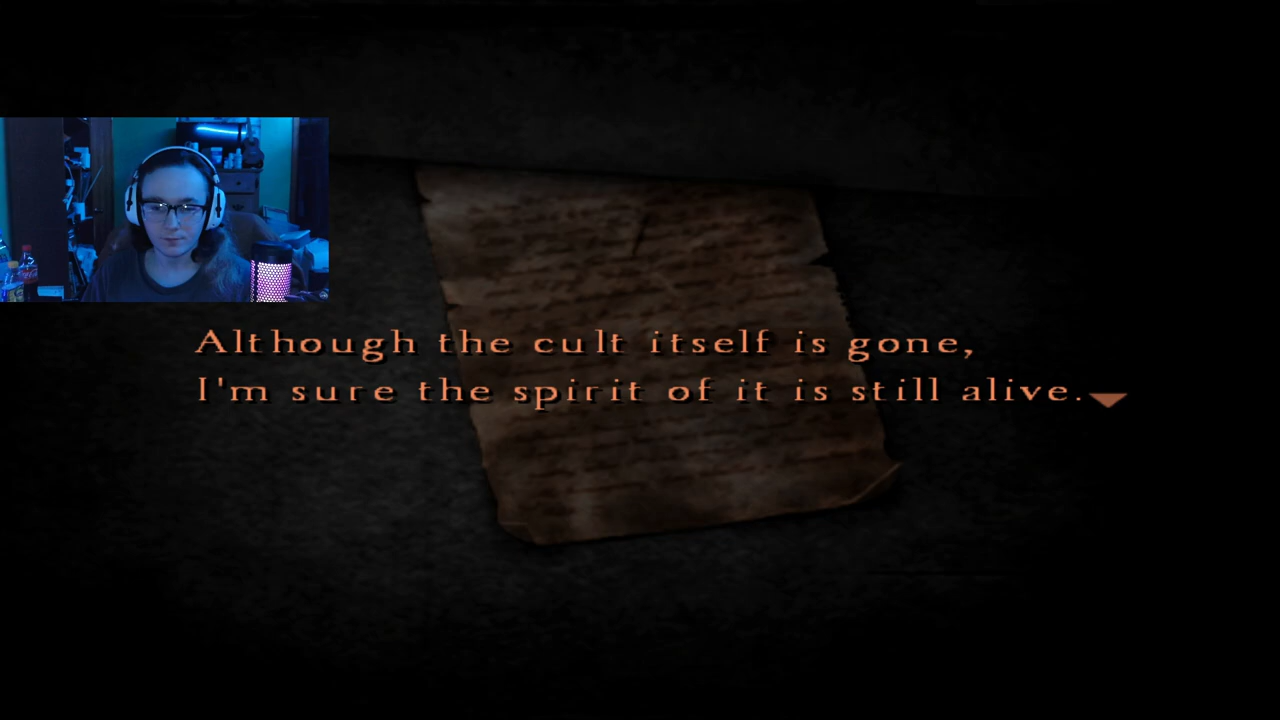 Although the cult itself is gone,
I'm sure the spirit of it is still alive.